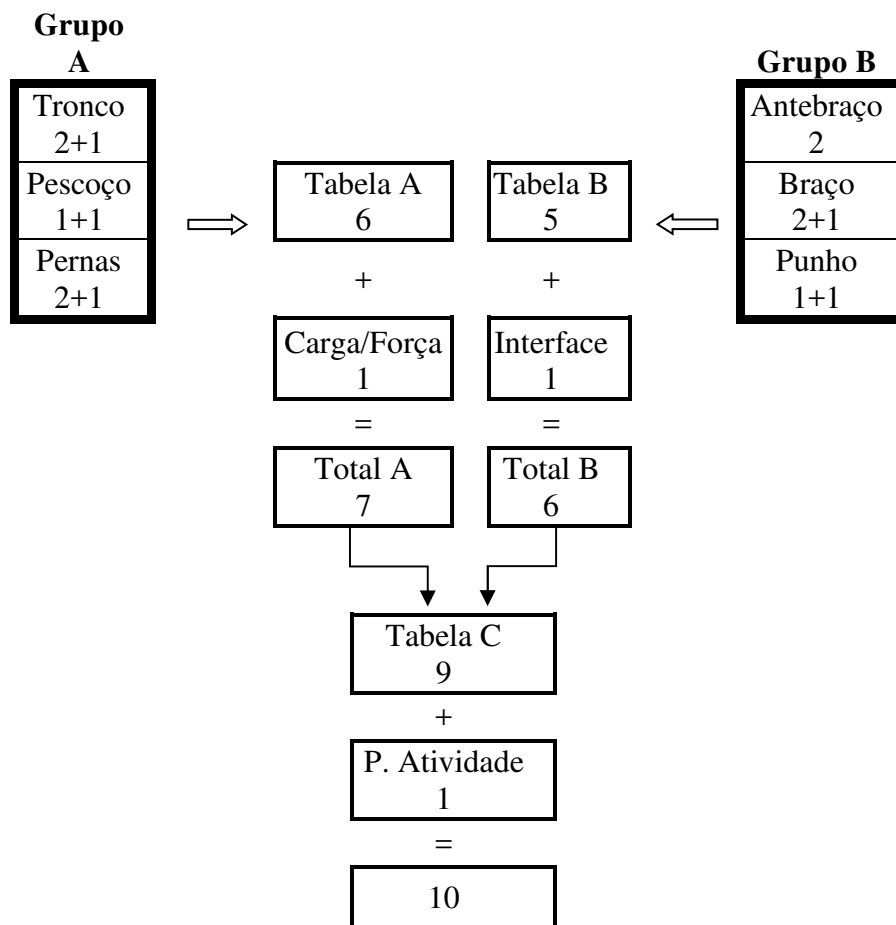 Grupo
A
Tronco
2+1
Pescoço
1+1
Pernas
2+1
Tabela A
6
+
Carga/Força
1
=
Total A
7
Tabela B
5
+
Interface
1
=
Total B
6
Grupo B
Antebraço
2
Braço
2+1
Punho
1+1
Tabela C
9
+
P. Atividade
1
=
10